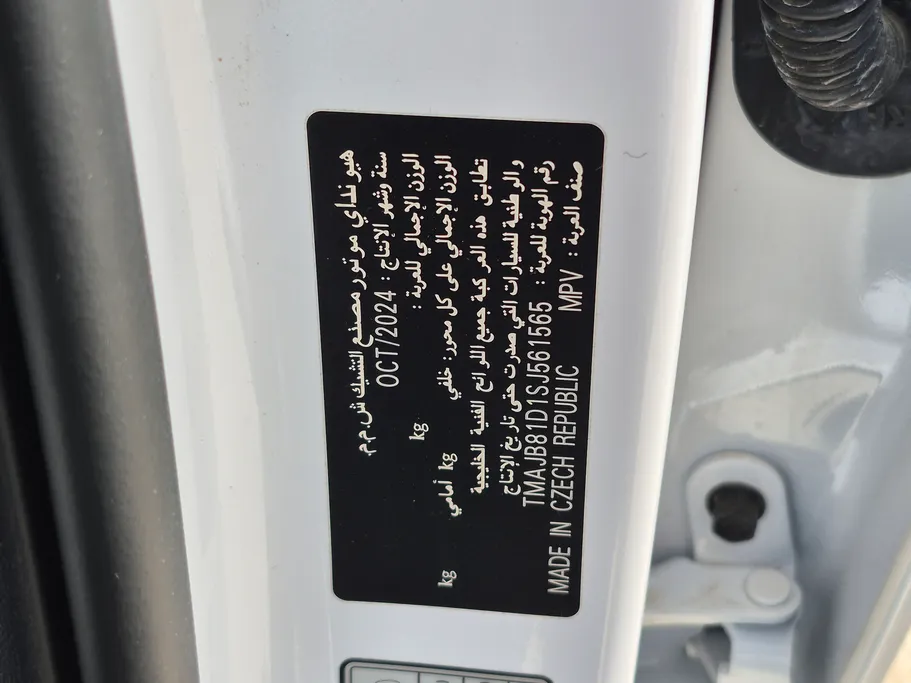 هيونداي موتور مصنع التشيك ش.م.م.
سنة وشهر الإنتاج : OCT/2024
الوزن الإجمالي للعربة : kg
الوزن الإجمالي على كل محور: خلفي kg أمامي kg
تطابق هذه المركبة جميع اللوائح الفنية الخليجية
والوطنية للسيارات التي صدرت حتى تاريخ الإنتاج
رقم الهوية للعربة : TMAJB81D1SJ561565
صنف العربة : MPV MADE IN CZECH REPUBLIC